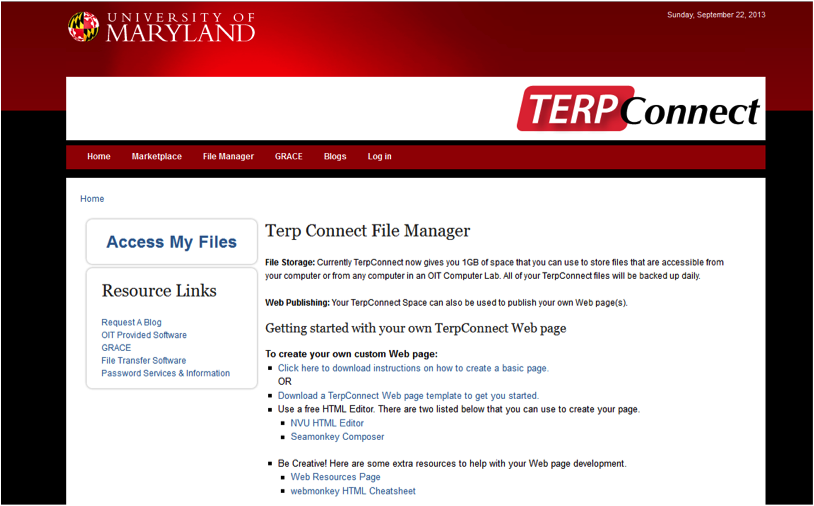 UNIVERSITY OF
MARYLAND
Sunday, September 22, 2013
TERPConnect
Home Marketplace File Manager GRACE Blogs Log in
Home
Access My Files
Resource Links
Request A Blog
OIT Provided Software
GRACE
File Transfer Software
Password Services & Information
Terp Connect File Manager
File Storage: Currently TerpConnect now gives you 1GB of space that you can use to store files that are accessible from
your computer or from any computer in an OIT Computer Lab. All of your TerpConnect files will be backed up daily.
Web Publishing: Your TerpConnect Space can also be used to publish your own Web page(s).
Getting started with your own TerpConnect Web page
To create your own custom Web page:
Click here to download instructions on how to create a basic page.
OR
Download a TerpConnect Web page template to get you started.
Use a free HTML Editor. There are two listed below that you can use to create your page.
NVU HTML Editor
Seamonkey Composer
Be Creative! Here are some extra resources to help with your Web page development.
Web Resources Page
webmonkey HTML Cheatsheet